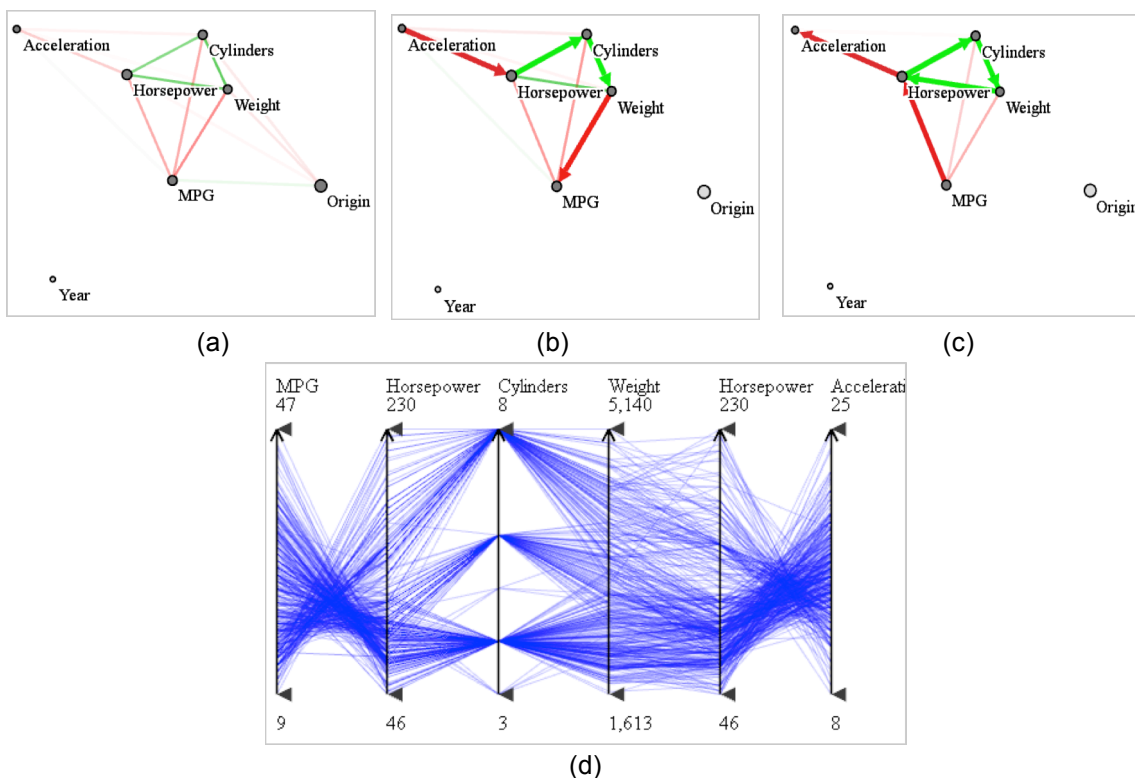 Acceleration
Cylinders
Horsepower
Weight
MPG
Origin
Year
(a)
Acceleration
Cylinders
Horsepower
Weight
MPG
Origin
Year
(b)
Acceleration
Cylinders
Horsepower
Weight
MPG
Origin
Year
(c)
MPG Horsepower Cylinders Weight Horsepower Accelerati
47 230 8 5,140 230 25
9 46 3 1,613 46 8
(d)